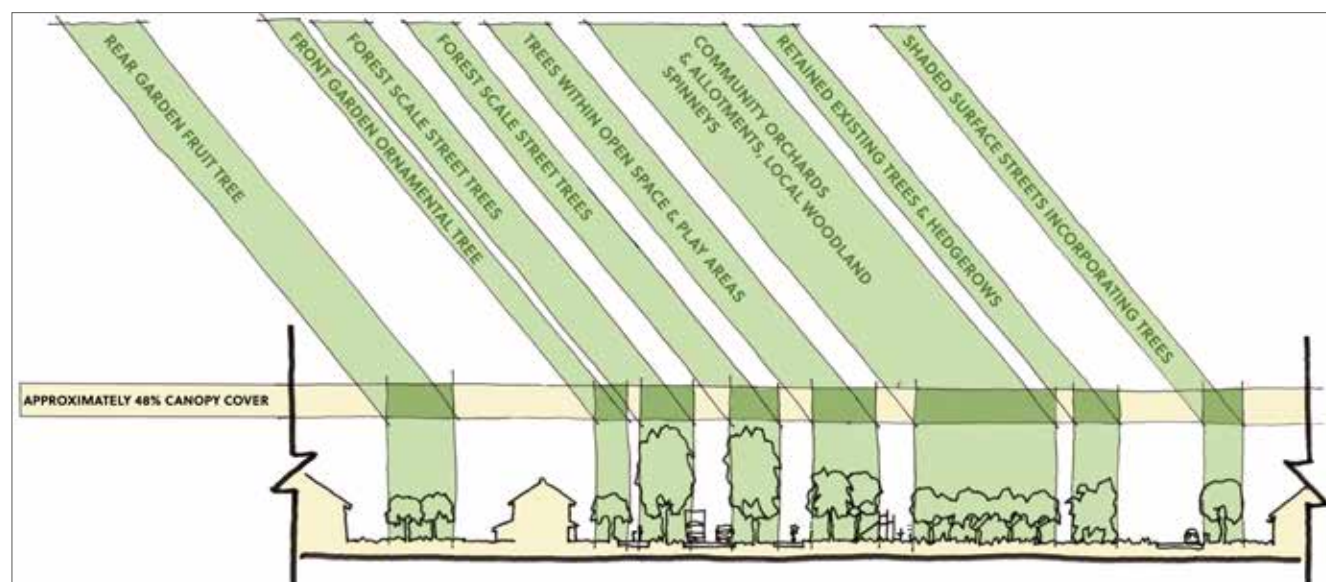 REAR GARDEN FRUIT TREE
FRONT GARDEN ORNAMENTAL TREE
FOREST SCALE STREET TREES
FOREST SCALE STREET TREES
TREES WITHIN OPEN SPACE & PLAY AREAS
COMMUNITY ORCHARDS
& ALLOTMENTS, LOCAL WOODLAND
SPINNEYS
RETAINED EXISTING TREES & HEDGEROWS
SHADED SURFACE STREETS INCORPORATING TREES
APPROXIMATELY 48% CANOPY COVER